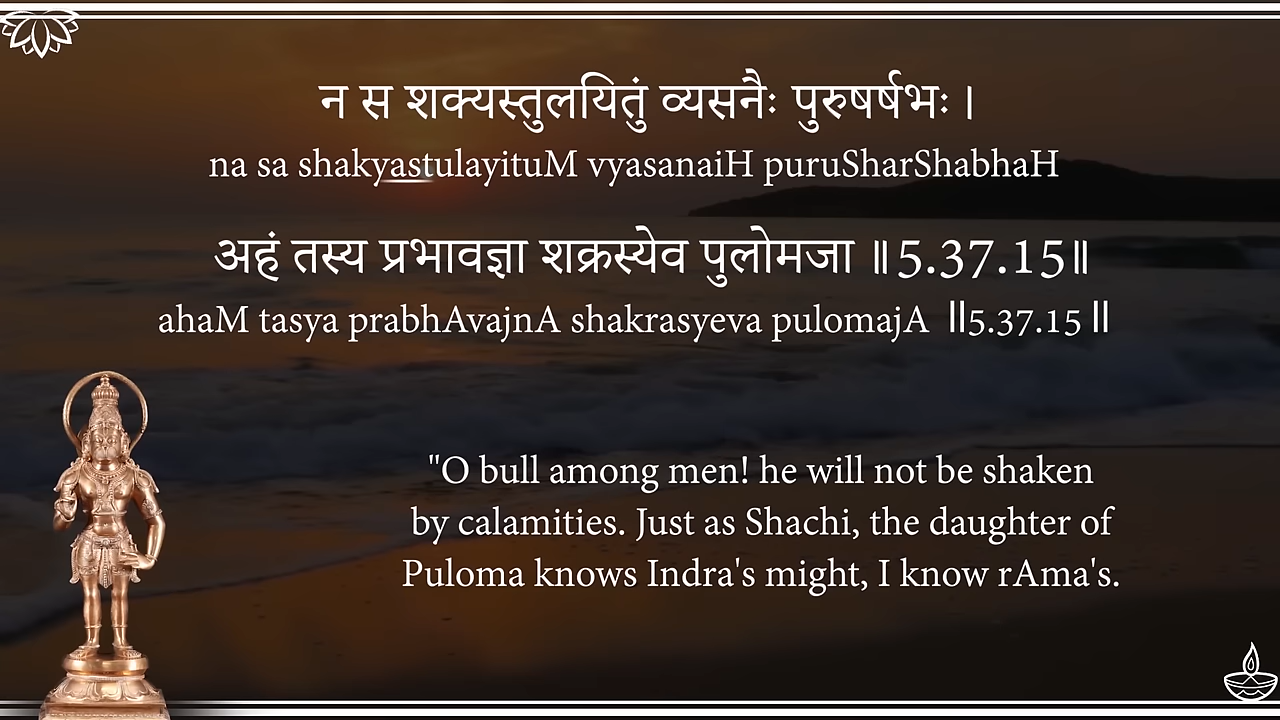 न स शक्यस्तुलयितुं व्यसनैः पुरुषर्षभः ।
na sa shakyastulayituM vyasanaiH puruSharShabhaH
अहं तस्य प्रभावज्ञा शक्रस्येव पुलोमजा ॥5.37.15॥
ahaM tasya prabhAvajnA shakrasyeva pulomajA ॥5.37.15॥
"O bull among men! he will not be shaken
by calamities. Just as Shachi, the daughter of
Puloma knows Indra's might, I know rAma's.